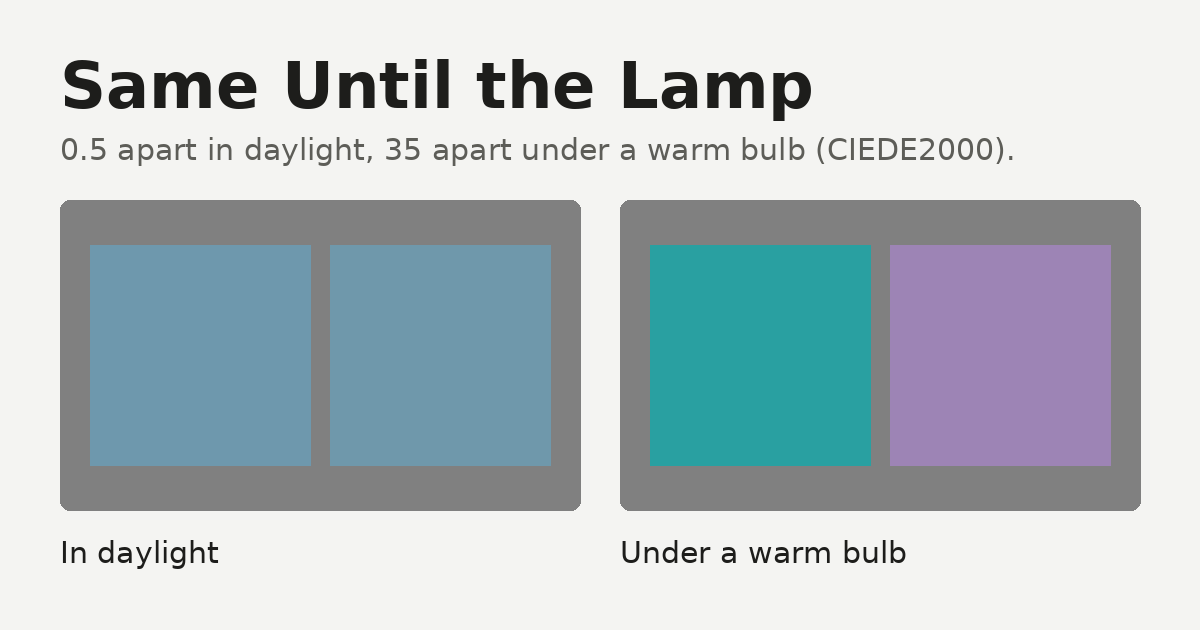 Same Until the Lamp
0.5 apart in daylight, 35 apart under a warm bulb (CIEDE2000).
In daylight
Under a warm bulb